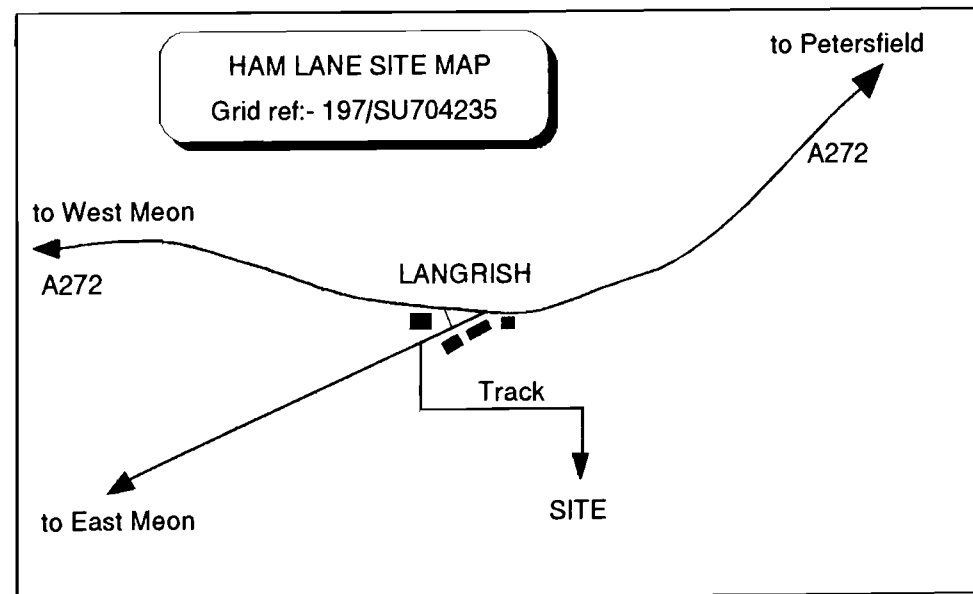 HAM LANE SITE MAP
Grid ref:- 197/SU704235
to Petersfield
A272
to West Meon
A272
LANGRISH
Track
SITE
to East Meon